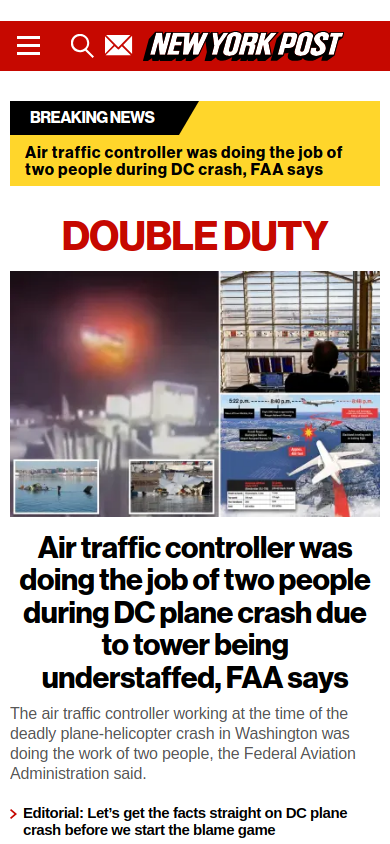 NEW YORK POST
BREAKING NEWS
Air traffic controller was doing the job of
two people during DC crash, FAA says
DOUBLE DUTY
5:22 p.m.
8:48 p.m.
Air traffic controller was
doing the job of two people
during DC plane crash due
to tower being
understaffed, FAA says
The air traffic controller working at the time of the
deadly plane-helicopter crash in Washington was
doing the work of two people, the Federal Aviation
Administration said.
Editorial: Let’s get the facts straight on DC plane
crash before we start the blame game